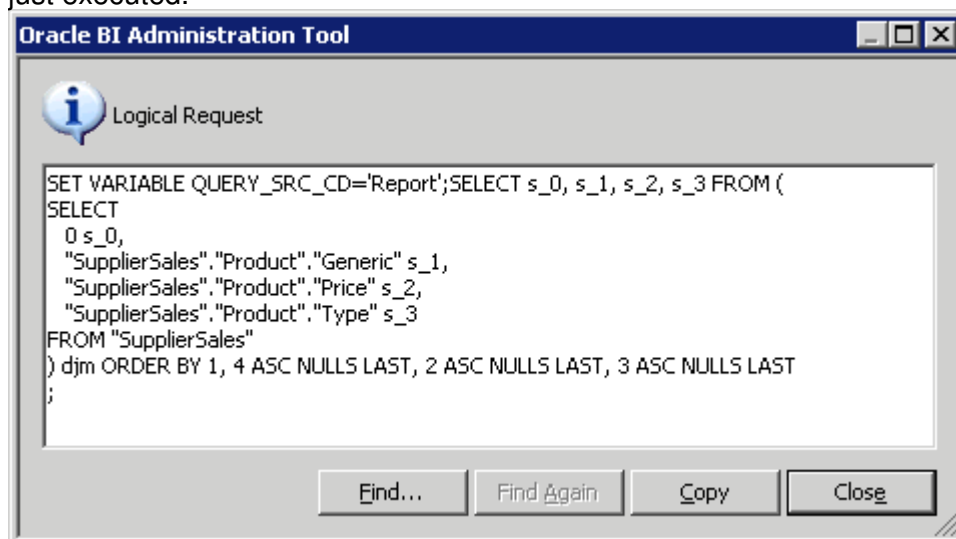 just executed.
Oracle BI Administration Tool
Logical Request
SET VARIABLE QUERY_SRC_CD='Report';SELECT s_0, s_1, s_2, s_3 FROM (
SELECT
0 s_0,
"SupplierSales"."Product"."Generic" s_1,
"SupplierSales"."Product"."Price" s_2,
"SupplierSales"."Product"."Type" s_3
FROM "SupplierSales"
) djm ORDER BY 1, 4 ASC NULLS LAST, 2 ASC NULLS LAST, 3 ASC NULLS LAST
;
Find... Find Again Copy Close